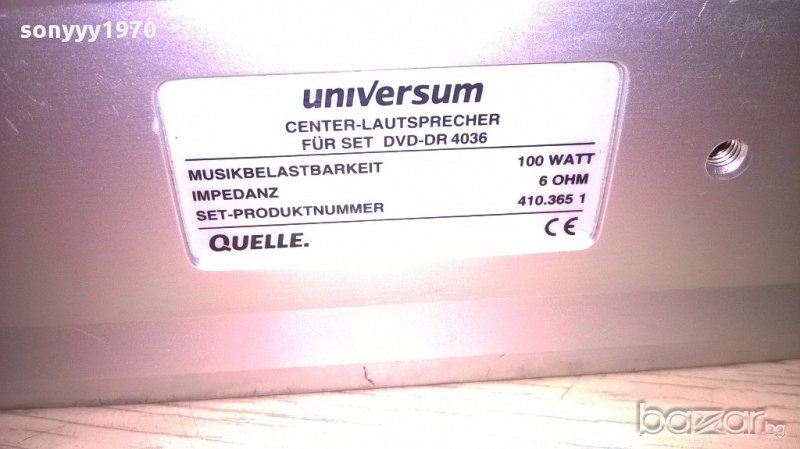 sonyyy1970
universum
CENTER-LAUTSPRECHER
FÜR SET DVD-DR 4036
MUSIKBELASTBARKEIT 100 WATT
IMPEDANZ 6 OHM
SET-PRODUKTNUMMER 410.365 1
QUELLE. CE
bazar.bg